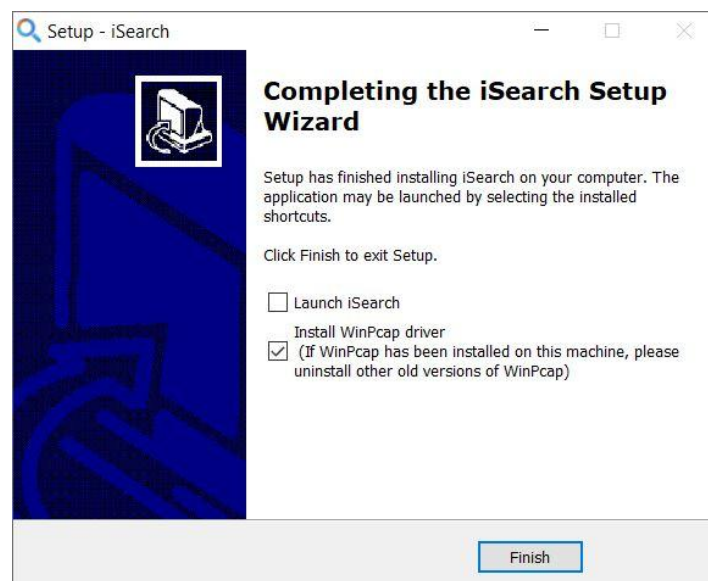 Setup - iSearch
Completing the iSearch Setup
Wizard
Setup has finished installing iSearch on your computer. The
application may be launched by selecting the installed
shortcuts.
Click Finish to exit Setup.
Launch iSearch
Install WinPcap driver
(If WinPcap has been installed on this machine, please
uninstall other old versions of WinPcap)
Finish